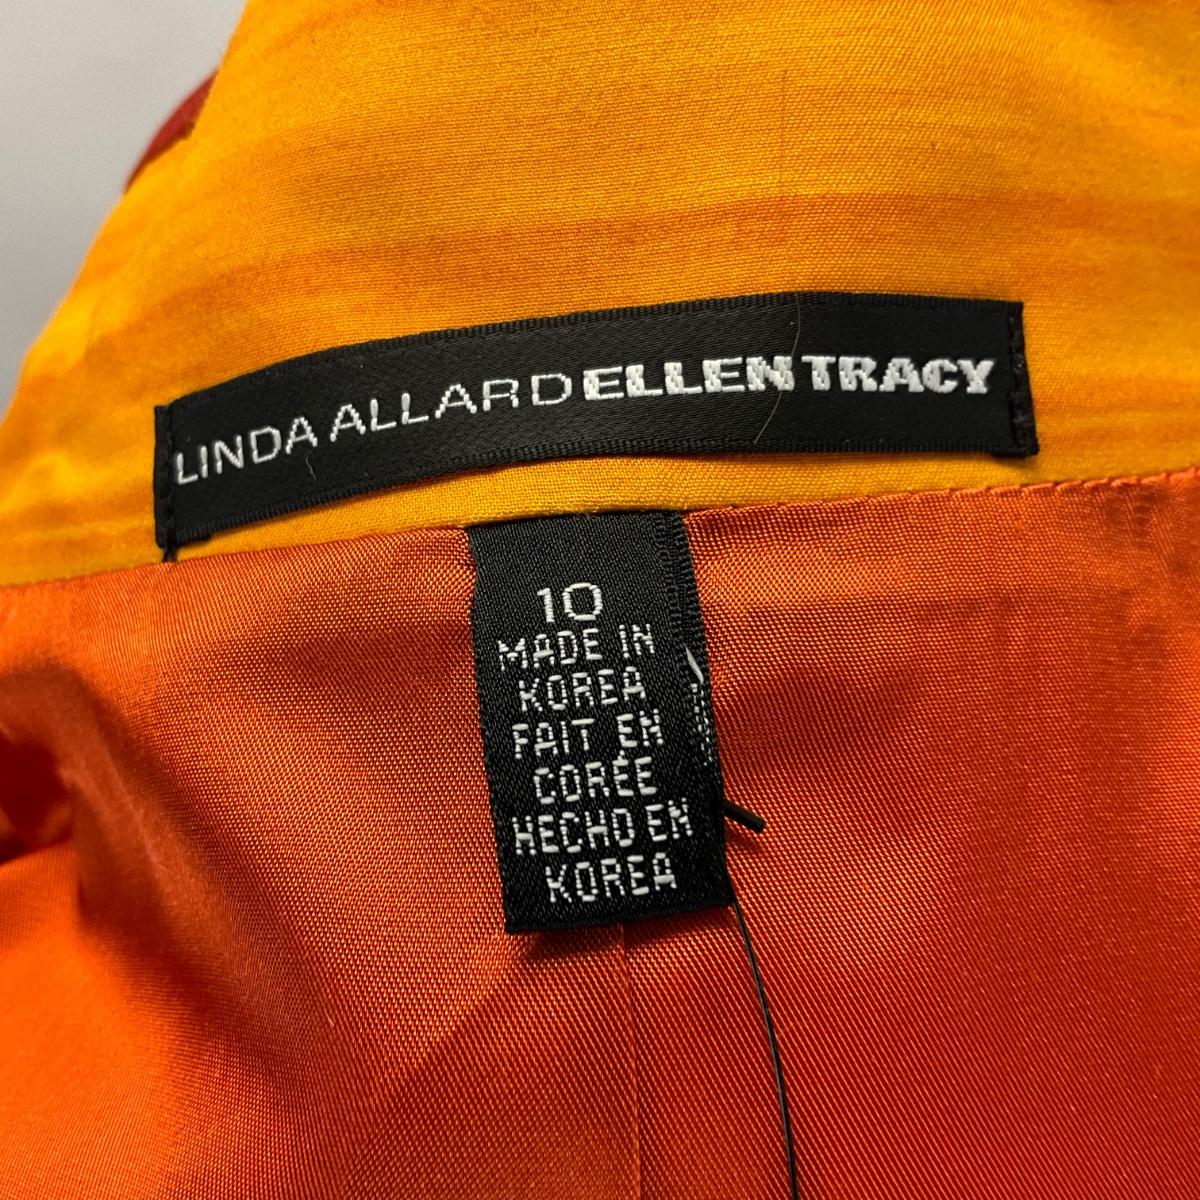 LINDA ALLARD ELLEN TRACY
10
MADE IN
KOREA
FAIT EN
CORÉE
HECHO EN
KOREA